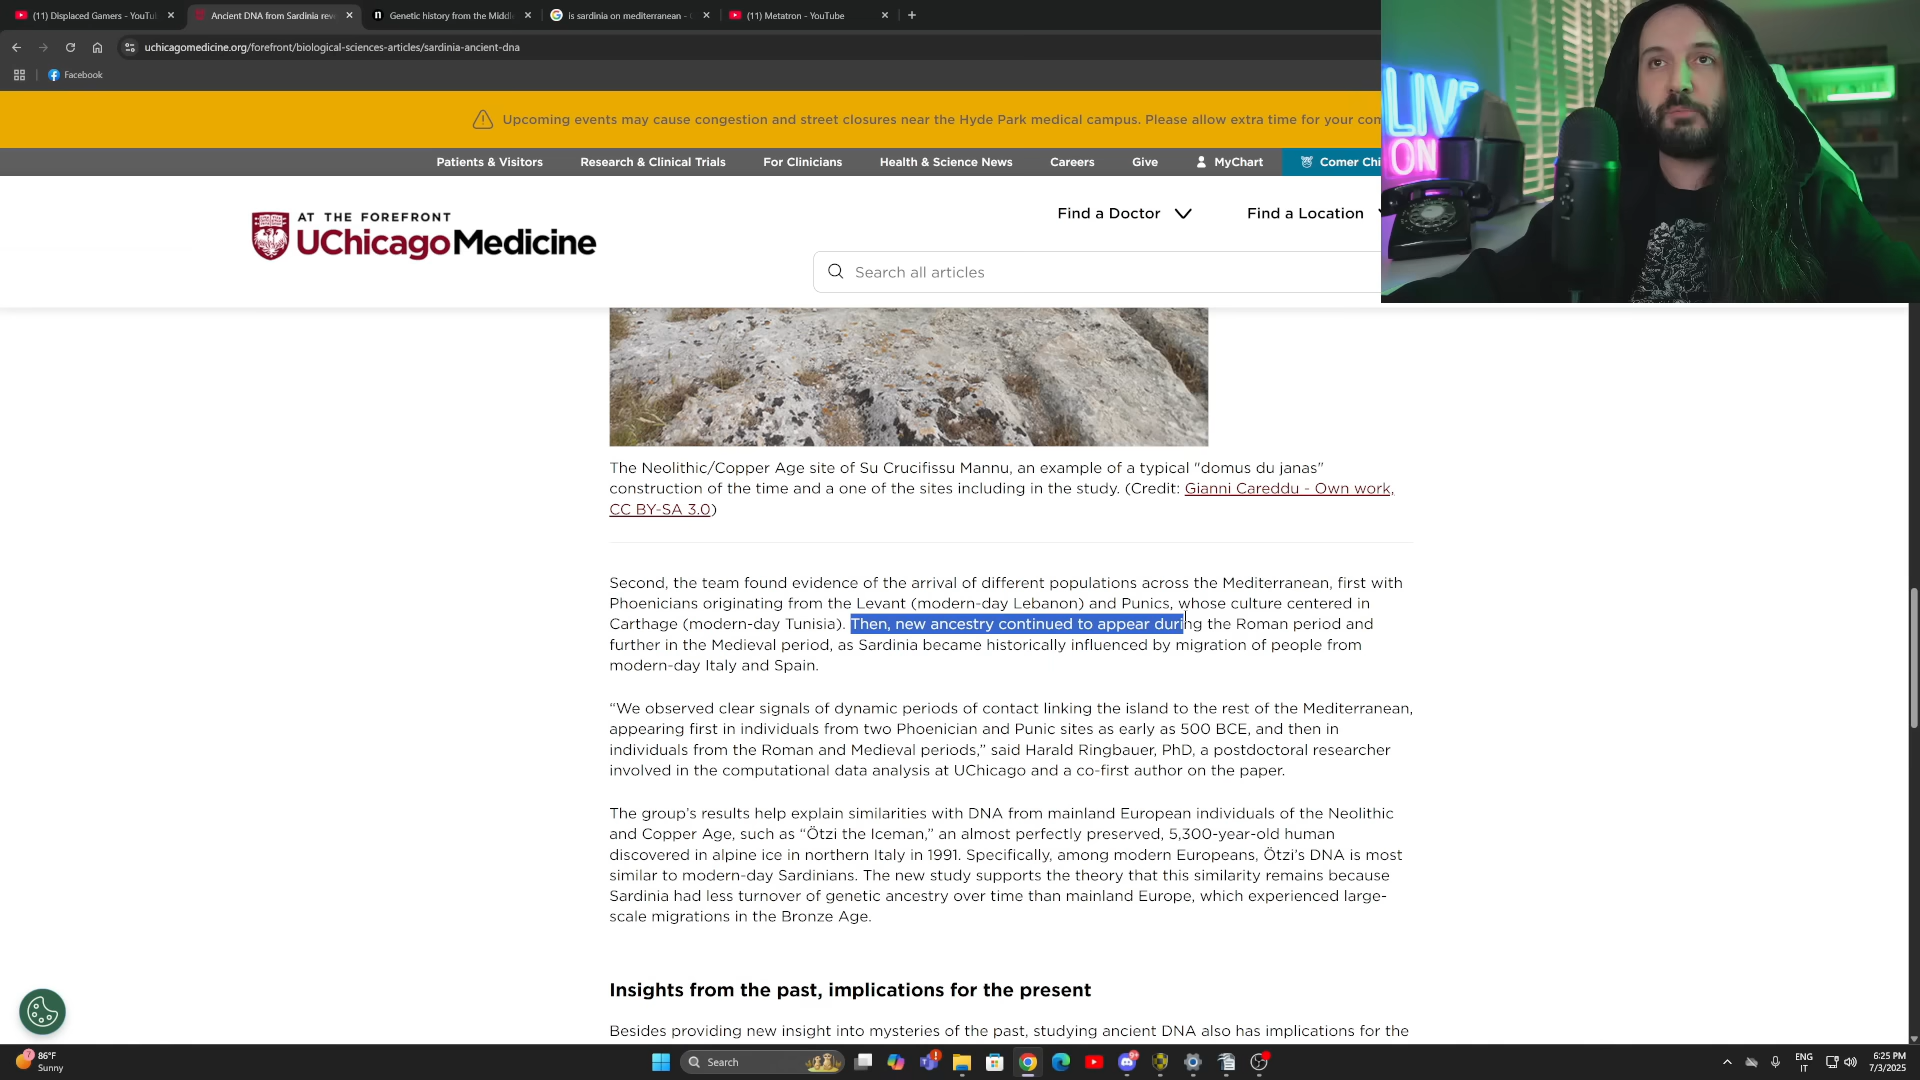 (11) Displaced Gamers - YouTu
Ancient DNA from Sardinia rev
Genetic history from the Middl
is sardinia on mediterranean -
(11) Metatron - YouTube
uchicagomedicine.org/forefront/biological-sciences-articles/sardinia-ancient-dna
Facebook
Upcoming events may cause congestion and street closures near the Hyde Park medical campus. Please allow extra time for your con
Patients & Visitors
Research & Clinical Trials
For Clinicians
Health & Science News
Careers
Give
MyChart
Comer Chi
AT THE FOREFRONT
UChicago Medicine
Find a Doctor
Find a Location
Search all articles
LIV
ON
The Neolithic/Copper Age site of Su Crucifissu Mannu, an example of a typical "domus du janas"
construction of the time and a one of the sites including in the study. (Credit: Gianni Careddu - Own work,
CC BY-SA 3.0)
Second, the team found evidence of the arrival of different populations across the Mediterranean, first with
Phoenicians originating from the Levant (modern-day Lebanon) and Punics, whose culture centered in
Carthage (modern-day Tunisia). Then, new ancestry continued to appear during the Roman period and
further in the Medieval period, as Sardinia became historically influenced by migration of people from
modern-day Italy and Spain.
“We observed clear signals of dynamic periods of contact linking the island to the rest of the Mediterranean,
appearing first in individuals from two Phoenician and Punic sites as early as 500 BCE, and then in
individuals from the Roman and Medieval periods,” said Harald Ringbauer, PhD, a postdoctoral researcher
involved in the computational data analysis at UChicago and a co-first author on the paper.
The group’s results help explain similarities with DNA from mainland European individuals of the Neolithic
and Copper Age, such as “Ötzi the Iceman,” an almost perfectly preserved, 5,300-year-old human
discovered in alpine ice in northern Italy in 1991. Specifically, among modern Europeans, Ötzi’s DNA is most
similar to modern-day Sardinians. The new study supports the theory that this similarity remains because
Sardinia had less turnover of genetic ancestry over time than mainland Europe, which experienced large-
scale migrations in the Bronze Age.
Insights from the past, implications for the present
Besides providing new insight into mysteries of the past, studying ancient DNA also has implications for the
86°F
Sunny
Search
ENG
IT
6:25 PM
7/3/2025